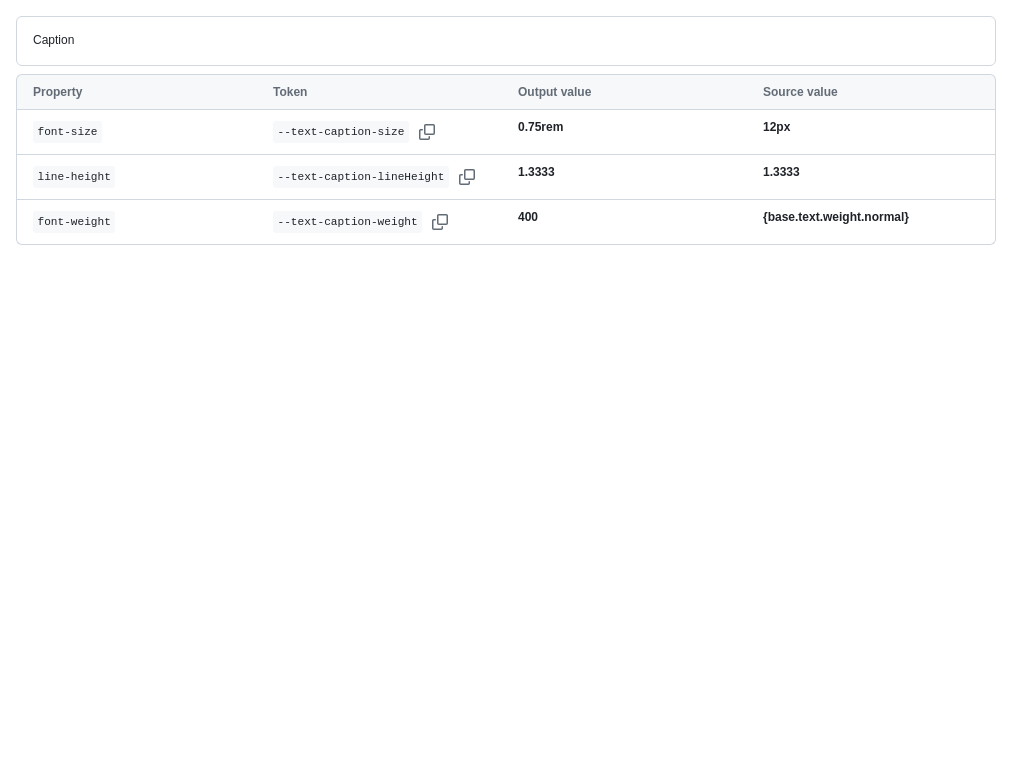 Caption
Property Token Output value Source value
font-size --text-caption-size 0.75rem 12px
line-height --text-caption-lineHeight 1.3333 1.3333
font-weight --text-caption-weight 400 {base.text.weight.normal}